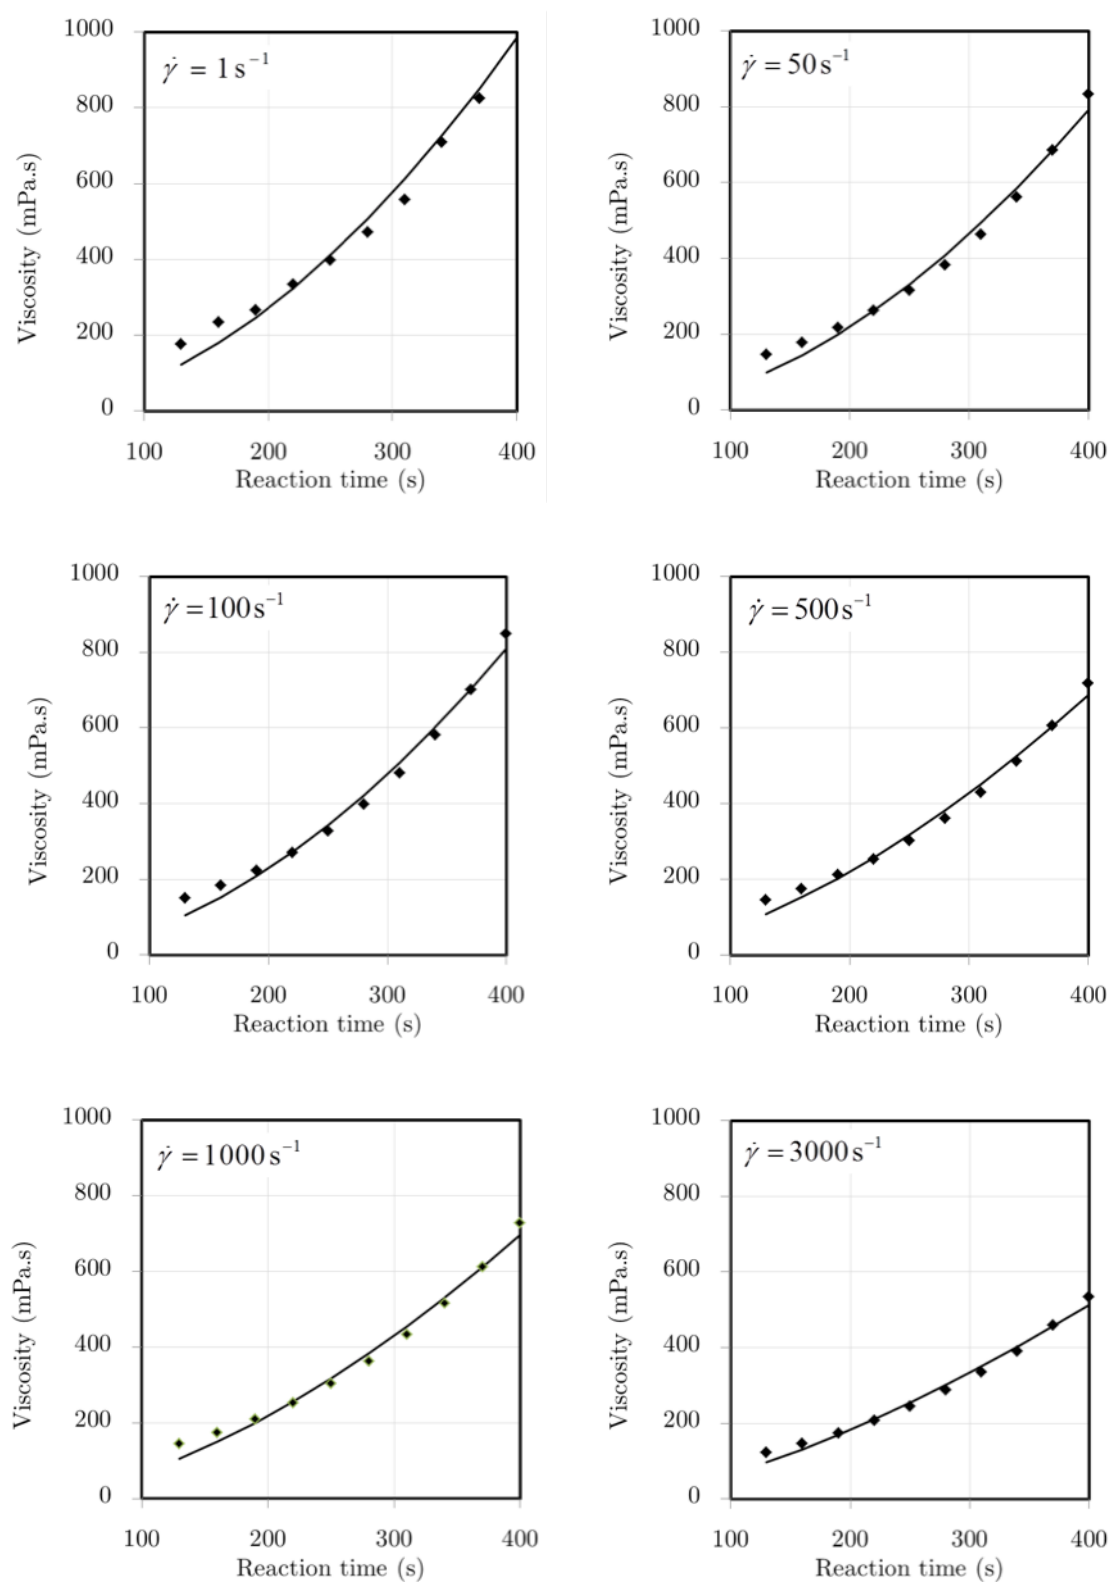 1000
800
600
400
200
0
γ̇ = 1 s⁻¹
Viscosity (mPa.s)
100 200 300 400
Reaction time (s)
1000
800
600
400
200
0
γ̇ = 50 s⁻¹
Viscosity (mPa.s)
100 200 300 400
Reaction time (s)
1000
800
600
400
200
0
γ̇ = 100 s⁻¹
Viscosity (mPa.s)
100 200 300 400
Reaction time (s)
1000
800
600
400
200
0
γ̇ = 500 s⁻¹
Viscosity (mPa.s)
100 200 300 400
Reaction time (s)
1000
800
600
400
200
0
γ̇ = 1000 s⁻¹
Viscosity (mPa.s)
100 200 300 400
Reaction time (s)
1000
800
600
400
200
0
γ̇ = 3000 s⁻¹
Viscosity (mPa.s)
100 200 300 400
Reaction time (s)